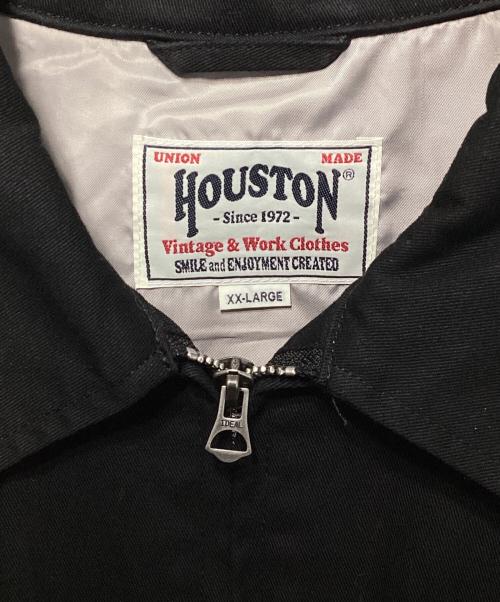 UNION MADE
HOUSTON®
- Since 1972 -
Vintage & Work Clothes
SMILE and ENJOYMENT CREATED
XX-LARGE
IDEAL